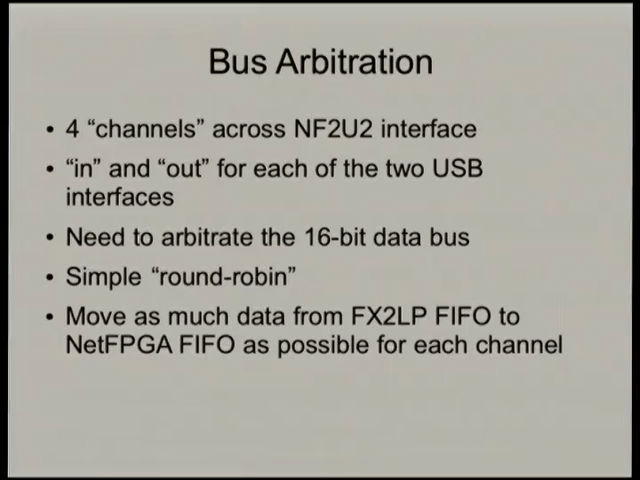 Bus Arbitration
• 4 “channels” across NF2U2 interface
• “in” and “out” for each of the two USB
interfaces
• Need to arbitrate the 16-bit data bus
• Simple “round-robin”
• Move as much data from FX2LP FIFO to
NetFPGA FIFO as possible for each channel